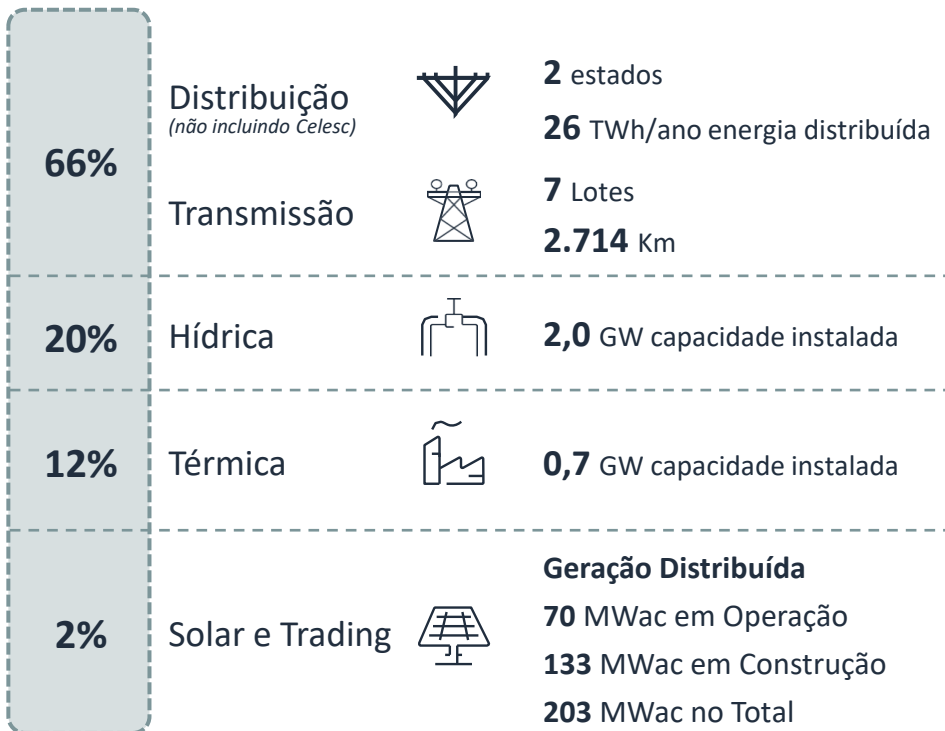 66%
Distribuição
(não incluindo Celesc)
2 estados
26 TWh/ano energia distribuída
Transmissão
7 Lotes
2.714 Km
20%
Hídrica
2,0 GW capacidade instalada
12%
Térmica
0,7 GW capacidade instalada
2%
Solar e Trading
Geração Distribuída
70 MWac em Operação
133 MWac em Construção
203 MWac no Total